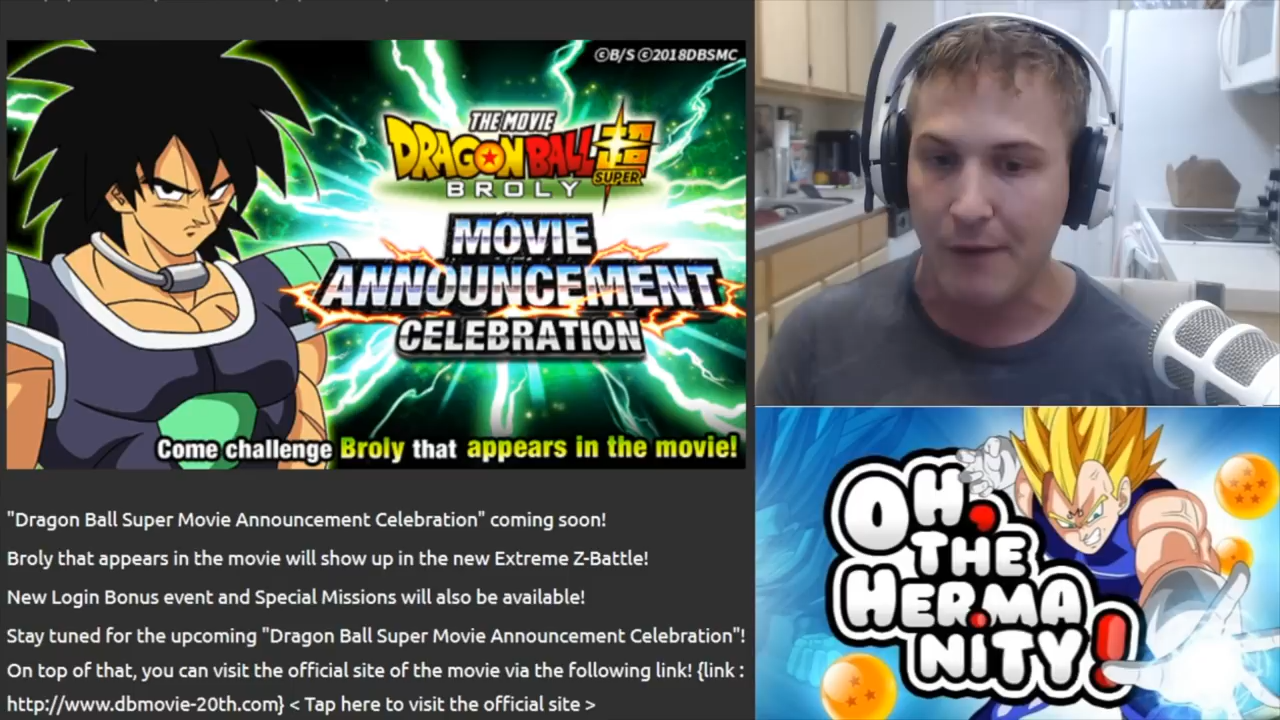 ©B/S ©2018DBSMC
THE MOVIE
DRAGON BALL超
SUPER
BROLY
MOVIE
ANNOUNCEMENT
CELEBRATION
Come challenge Broly that appears in the movie!
"Dragon Ball Super Movie Announcement Celebration" coming soon!
Broly that appears in the movie will show up in the new Extreme Z-Battle!
New Login Bonus event and Special Missions will also be available!
Stay tuned for the upcoming "Dragon Ball Super Movie Announcement Celebration"!
On top of that, you can visit the official site of the movie via the following link! {link :
http://www.dbmovie-20th.com} < Tap here to visit the official site >
OH,
THE
HERMA
NiTY!